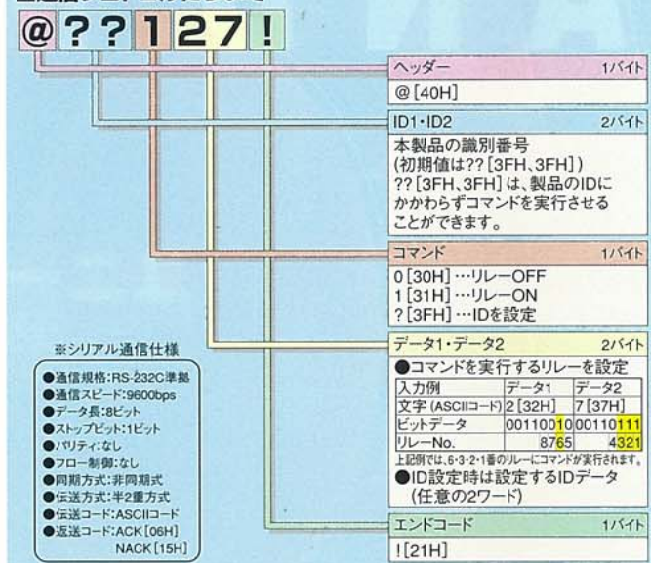 @??127!
ヘッダー 1バイト
@[40H]
ID1・ID2 2バイト
本製品の識別番号
(初期値は??[3FH、3FH])
??[3FH、3FH]は、製品のIDに
かかわらずコマンドを実行させる
ことができます。
コマンド 1バイト
0[30H]…リレーOFF
1[31H]…リレーON
?[3FH]…IDを設定
データ1・データ2 2バイト
●コマンドを実行するリレーを設定
入力例 データ1 データ2
文字(ASCIIコード) 2[32H] 7[37H]
ビットデータ 00110010 00110111
リレーNo. 8765 4321
上記例では、6・3・2・1番のリレーにコマンドが実行されます。
●ID設定時は設定するIDデータ
(任意の2ワード)
エンドコード 1バイト
![21H]
※シリアル通信仕様
●通信規格:RS-232C準拠
●通信スピード:9600bps
●データ長:8ビット
●ストップビット:1ビット
●パリティ:なし
●フロー制御:なし
●同期方式:非同期式
●伝送方式:半2重方式
●伝送コード:ASCIIコード
●返送コード:ACK[06H]
NACK[15H]